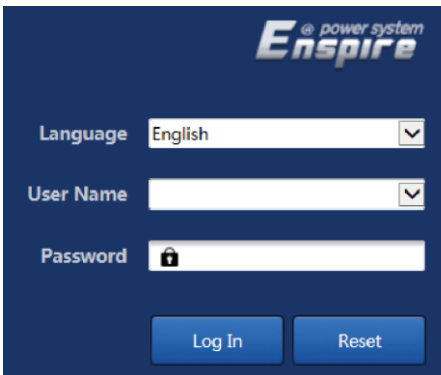 @ power system
Enspire
Language English
User Name
Password
Log In Reset